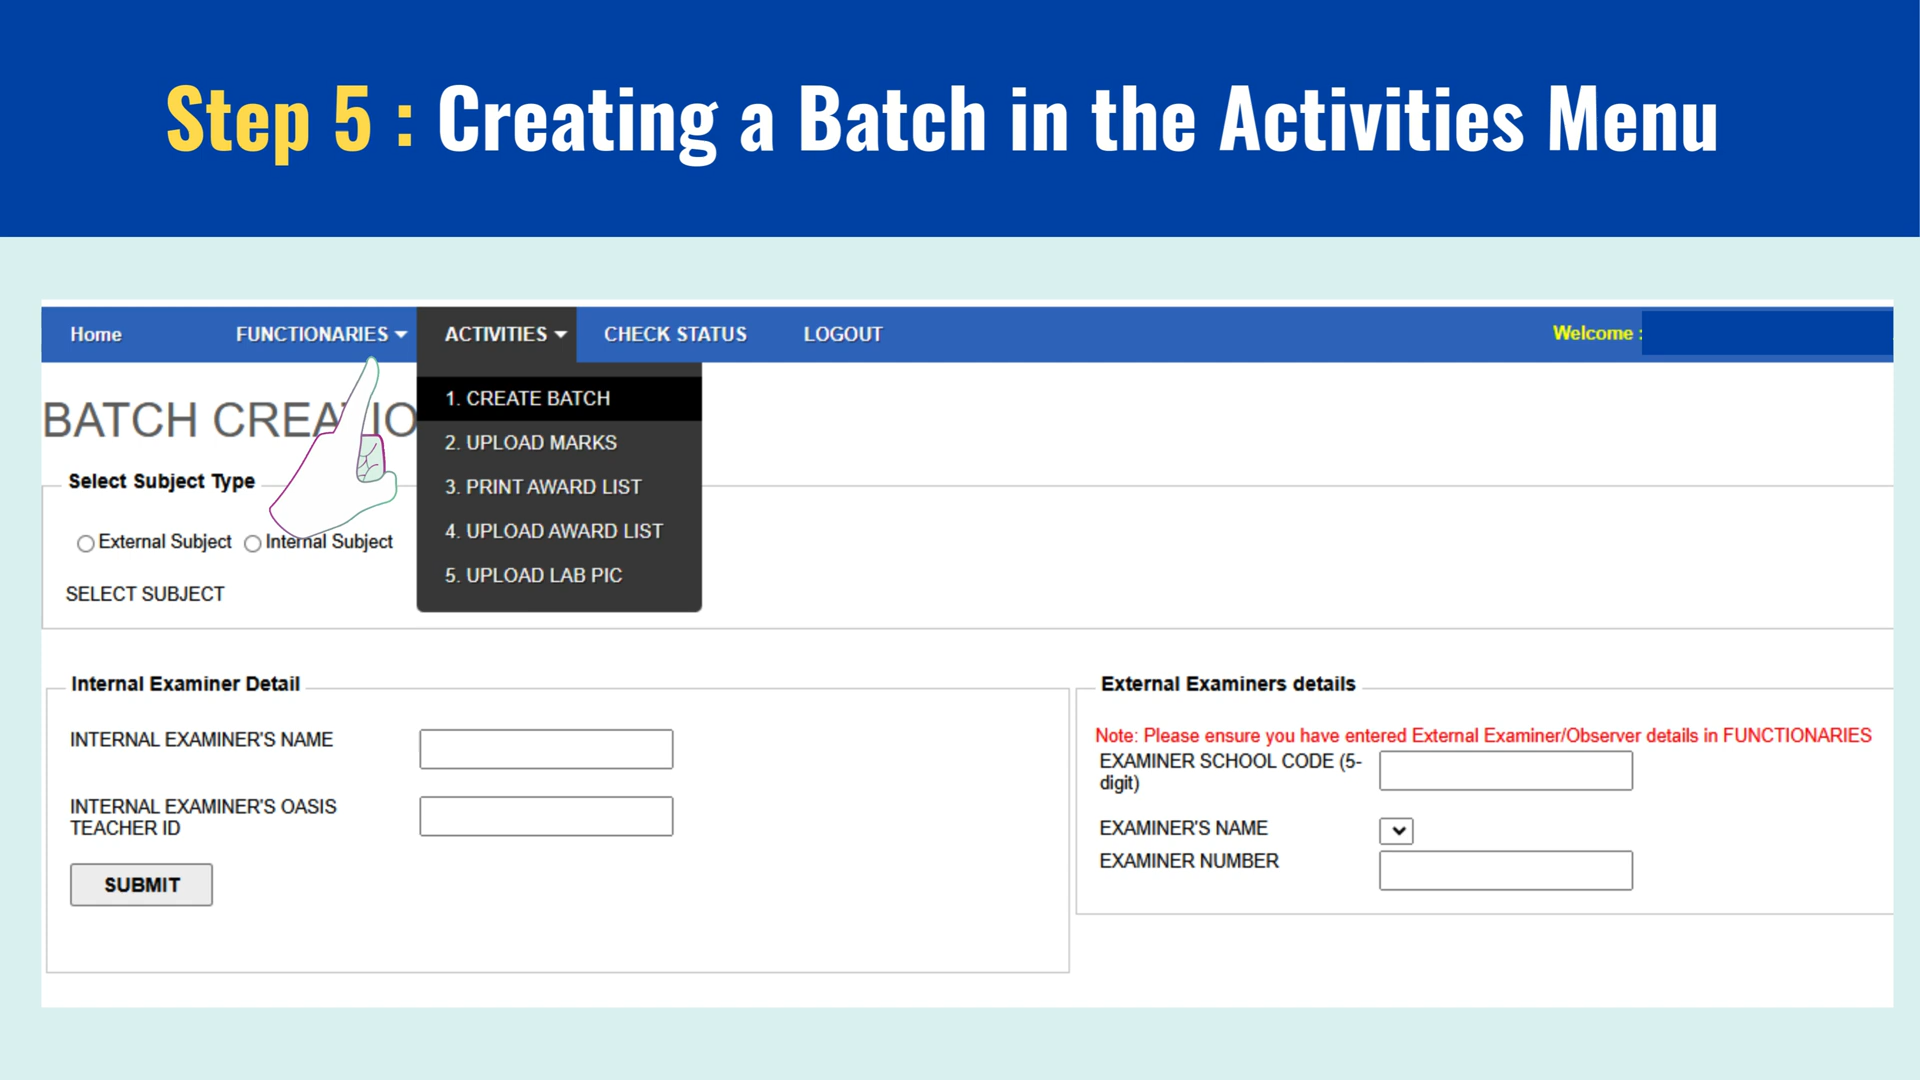 Step 5 : Creating a Batch in the Activities Menu
Home FUNCTIONARIES ACTIVITIES CHECK STATUS LOGOUT Welcome :
1. CREATE BATCH
BATCH
2. UPLOAD MARKS
Select Subject Type
3. PRINT AWARD LIST
4. UPLOAD AWARD LIST
External Subject Internal Subject
5. UPLOAD LAB PIC
SELECT SUBJECT
Internal Examiner Detail
INTERNAL EXAMINER'S NAME
INTERNAL EXAMINER'S OASIS
TEACHER ID
SUBMIT
External Examiners details
Note: Please ensure you have entered External Examiner/Observer details in FUNCTIONARIES
EXAMINER SCHOOL CODE (5-
digit)
EXAMINER'S NAME
EXAMINER NUMBER